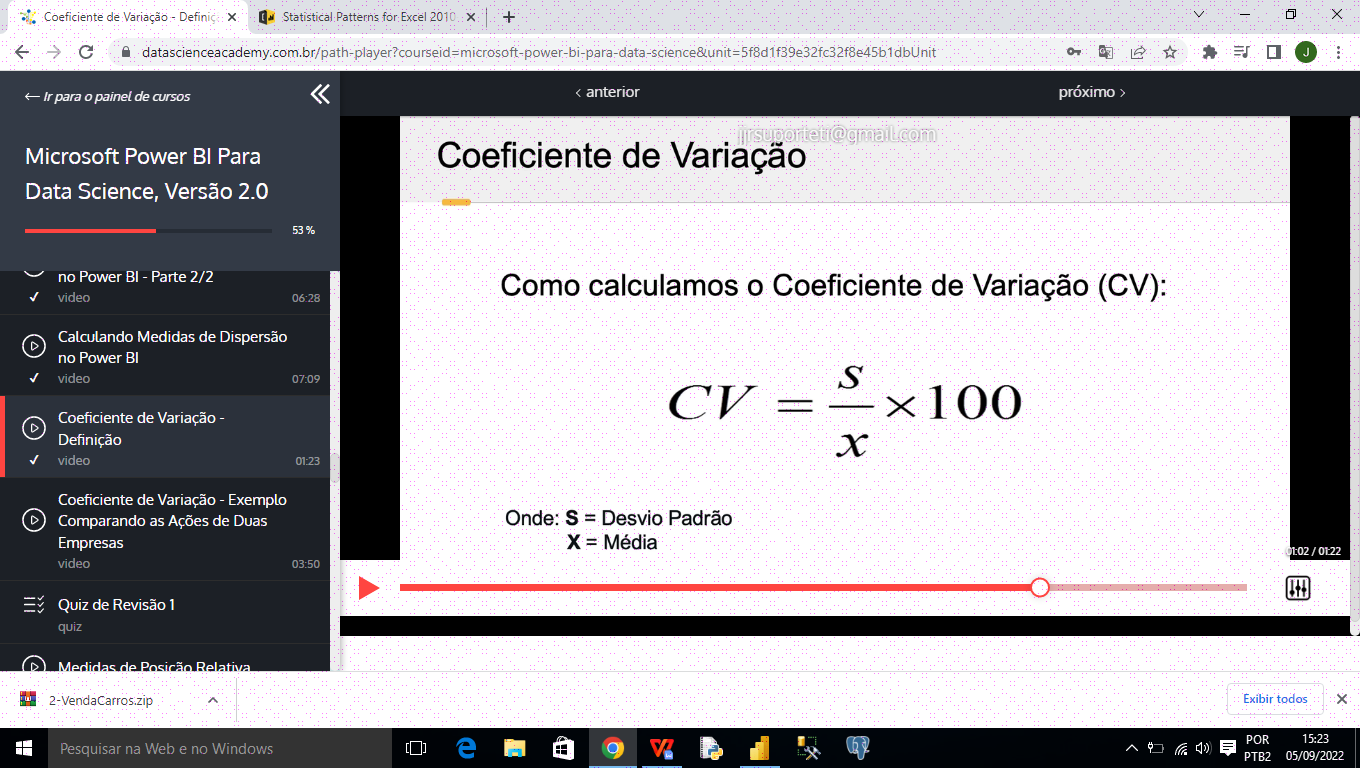 Coeficiente de Variação - Definiç
Statistical Patterns for Excel 2010
datascienceacademy.com.br/path-player?courseid=microsoft-power-bi-para-data-science&unit=5f8d1f39e32fc32f8e45b1dbUnit
J
← Ir para o painel de cursos
‹ anterior
próximo ›
Microsoft Power BI Para
Data Science, Versão 2.0
53 %
no Power BI - Parte 2/2
video
06:28
Calculando Medidas de Dispersão
no Power BI
video
07:09
Coeficiente de Variação -
Definição
video
01:23
Coeficiente de Variação - Exemplo
Comparando as Ações de Duas
Empresas
video
03:50
Quiz de Revisão 1
quiz
Medidas de Posição Relativa
jjrsuporteti@gmail.com
Coeficiente de Variação
Como calculamos o Coeficiente de Variação (CV):
CV = s/x × 100
Onde: S = Desvio Padrão
X = Média
01:02 / 01:22
2-VendaCarros.zip
Exibir todos
Pesquisar na Web e no Windows
POR
PTB2
15:23
05/09/2022